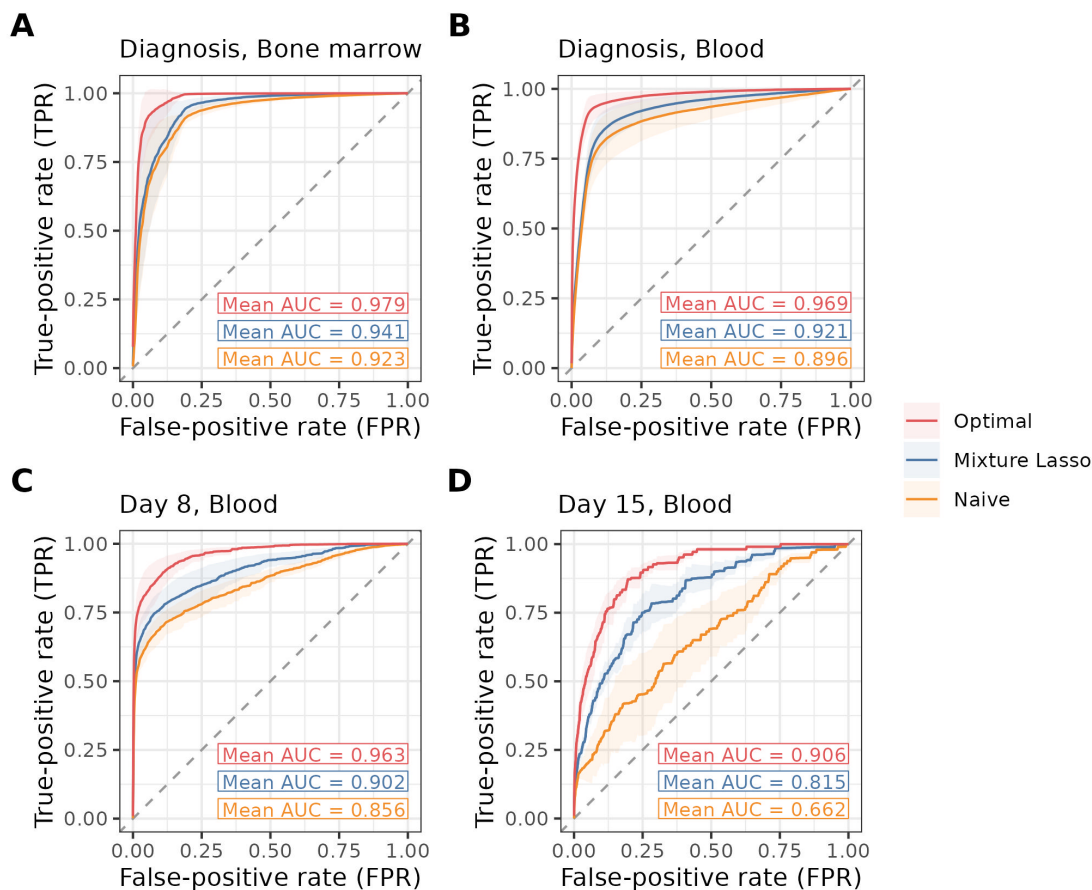 A
Diagnosis, Bone marrow
True-positive rate (TPR)
1.00
0.75
0.50
0.25
0.00
Mean AUC = 0.979
Mean AUC = 0.941
Mean AUC = 0.923
0.00 0.25 0.50 0.75 1.00
False-positive rate (FPR)
B
Diagnosis, Blood
True-positive rate (TPR)
1.00
0.75
0.50
0.25
0.00
Mean AUC = 0.969
Mean AUC = 0.921
Mean AUC = 0.896
0.00 0.25 0.50 0.75 1.00
False-positive rate (FPR)
Optimal
Mixture Lasso
Naive
C
Day 8, Blood
True-positive rate (TPR)
1.00
0.75
0.50
0.25
0.00
Mean AUC = 0.963
Mean AUC = 0.902
Mean AUC = 0.856
0.00 0.25 0.50 0.75 1.00
False-positive rate (FPR)
D
Day 15, Blood
True-positive rate (TPR)
1.00
0.75
0.50
0.25
0.00
Mean AUC = 0.906
Mean AUC = 0.815
Mean AUC = 0.662
0.00 0.25 0.50 0.75 1.00
False-positive rate (FPR)